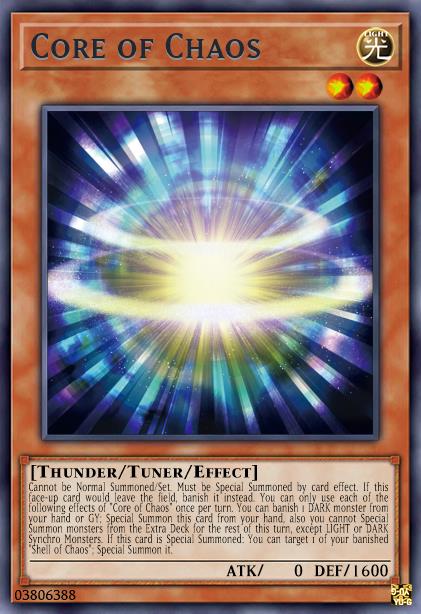 CORE OF CHAOS
LIGHT
光
[THUNDER/TUNER/EFFECT]
Cannot be Normal Summoned/Set. Must be Special Summoned by card effect. If this
face-up card would leave the field, banish it instead. You can only use each of the
following effects of "Core of Chaos" once per turn. You can banish 1 DARK monster from
your hand or GY; Special Summon this card from your hand, also you cannot Special
Summon monsters from the Extra Deck for the rest of this turn, except LIGHT or DARK
Synchro Monsters. If this card is Special Summoned: You can target 1 of your banished
"Shell of Chaos"; Special Summon it.
ATK/ 0 DEF/1600
03806388